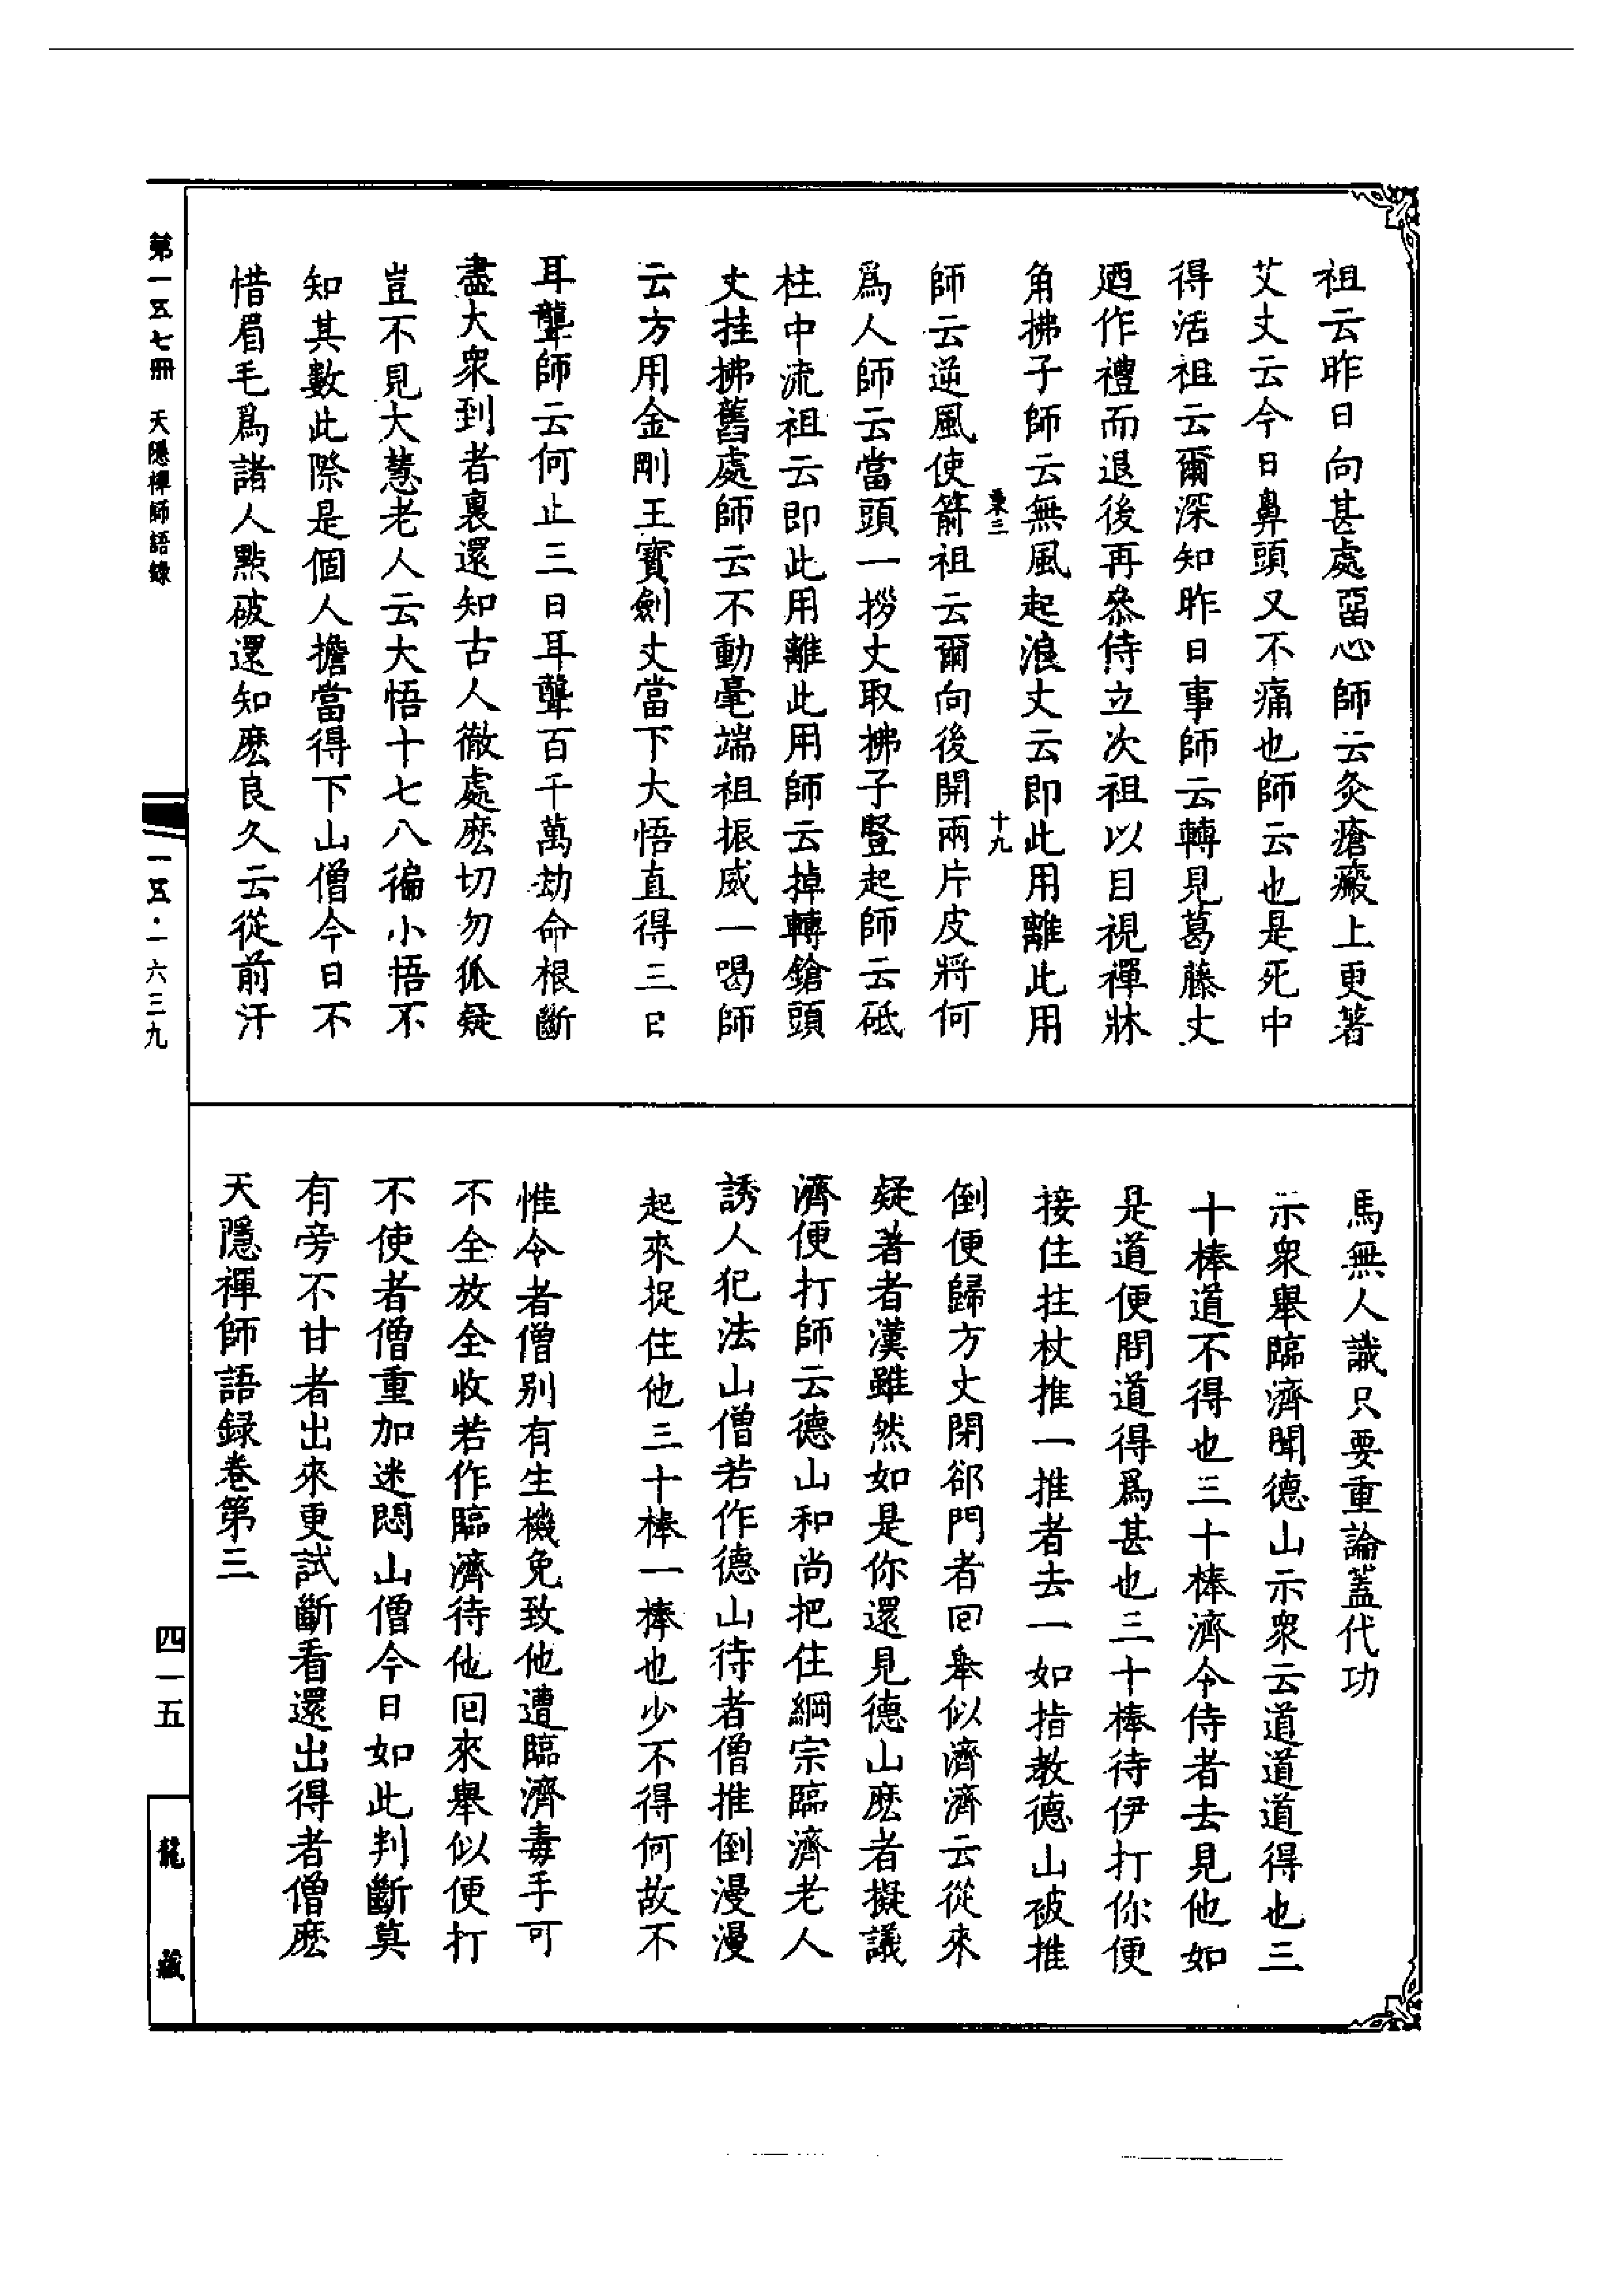 祖云昨日向甚處畱心師云灸瘡瘢上更著
艾丈云今日鼻頭又不痛也師云也是死中
得活祖云爾深知昨日事師云轉見葛藤丈
廼作禮而退後再叅侍立次祖以目視禪牀
角拂子師云無風起浪丈云即此用離此用
秉三
十九
師云逆風使箭祖云爾向後開兩片皮將何
爲人師云當頭一拶丈取拂子豎起師云砥
柱中流祖云即此用離此用師云掉轉鎗頭
丈挂拂舊處師云不動毫端祖振威一喝師
云方用金剛王寳劍丈當下大悟直得三日
耳聾師云何止三日耳聾百千萬劫命根斷
盡大衆到者裏還知古人徹處麽切勿狐疑
豈不見大慧老人云大悟十七八徧小悟不
知其數此際是個人擔當得下山僧今日不
惜眉毛爲諸人點破還知麽良久云從前汗
馬無人識只要重論蓋代功
示衆舉臨濟聞德山示衆云道道道得也三
十棒道不得也三十棒濟令侍者去見他如
是道便問道得爲甚也三十棒待伊打你便
接住拄杖推一推者去一如指教德山被推
倒便歸方丈閉郤門者回舉似濟濟云從來
疑著者漢雖然如是你還見德山麽者擬議
濟便打師云德山和尚把住綱宗臨濟老人
誘人犯法山僧若作德山待者僧推倒漫漫
起來捉住他三十棒一棒也少不得何故不
惟令者僧别有生機免致他遭臨濟毒手可
不全放全收若作臨濟待他回來舉似便打
不使者僧重加迷悶山僧今日如此判斷莫
有旁不甘者出來更試斷看還出得者僧麽
天隱禪師語録卷第三
第一五七冊 天隱禪師語錄
一五·一六三九
四一五
龍藏